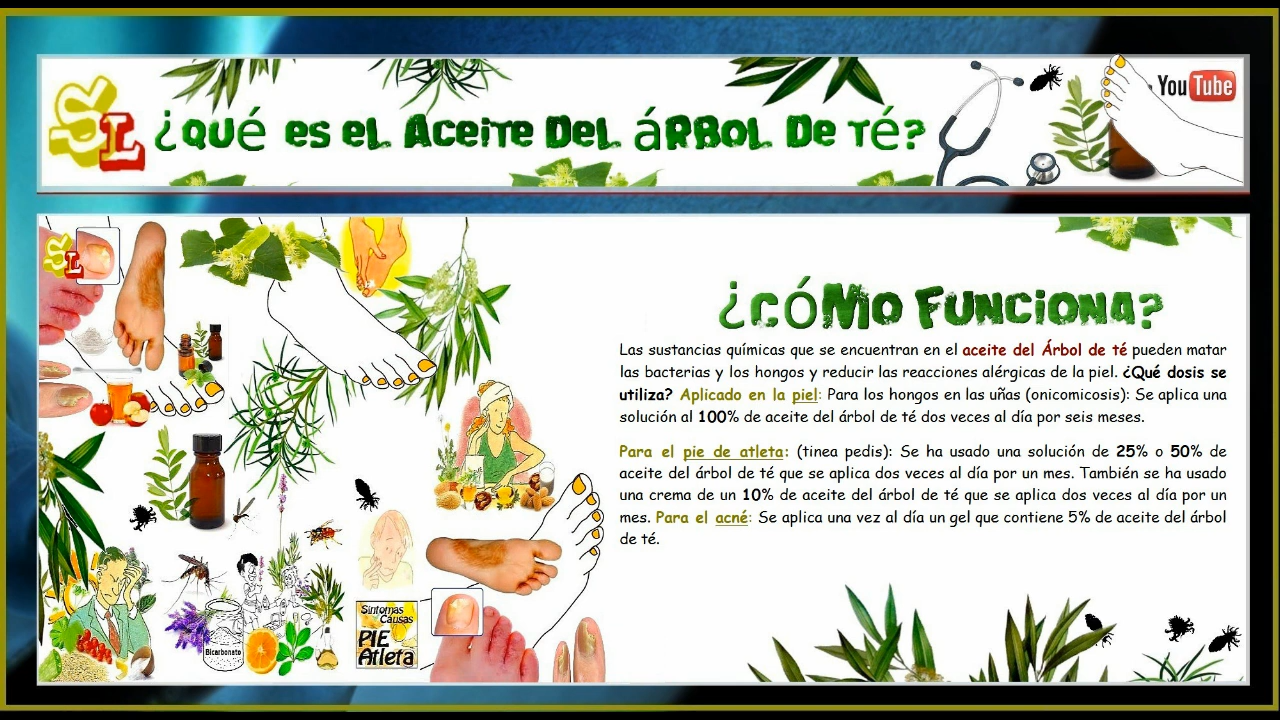 SL
¿QUé es eL Aceite DeL áRBOL De Té?
You Tube
SL
¿CÓMO FUNCIONA?
Las sustancias químicas que se encuentran en el aceite del Árbol de té pueden matar
las bacterias y los hongos y reducir las reacciones alérgicas de la piel. ¿Qué dosis se
utiliza? Aplicado en la piel: Para los hongos en las uñas (onicomicosis): Se aplica una
solución al 100% de aceite del árbol de té dos veces al día por seis meses.
Para el pie de atleta: (tinea pedis): Se ha usado una solución de 25% o 50% de
aceite del árbol de té que se aplica dos veces al día por un mes. También se ha usado
una crema de un 10% de aceite del árbol de té que se aplica dos veces al día por un
mes. Para el acné: Se aplica una vez al día un gel que contiene 5% de aceite del árbol
de té.
Síntomas
Causas
PIE
Atleta
Bicarbonato